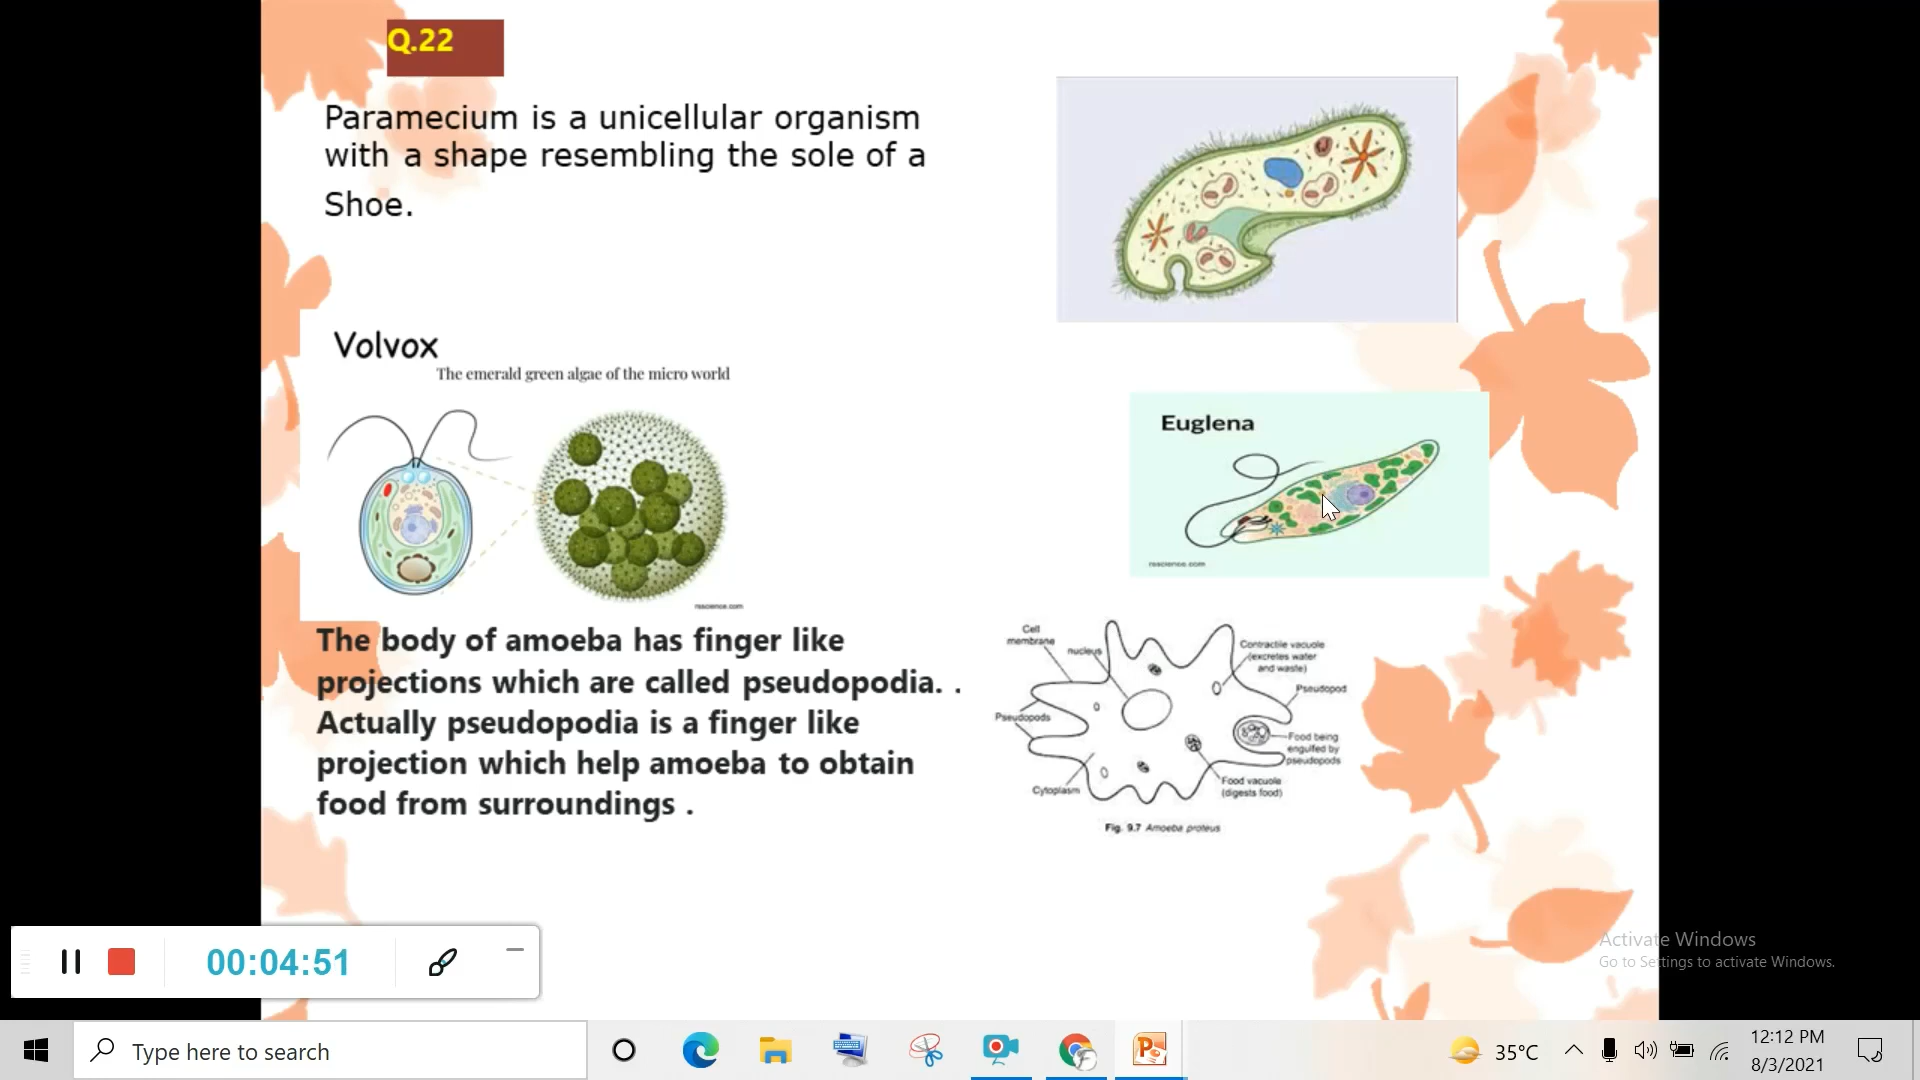 Q.22
Paramecium is a unicellular organism
with a shape resembling the sole of a
Shoe.
Volvox
The emerald green algae of the micro world
rsscience.com
Euglena
rsscience.com
The body of amoeba has finger like
projections which are called pseudopodia. .
Actually pseudopodia is a finger like
projection which help amoeba to obtain
food from surroundings .
Cell
membrane
nucleus
Contractile vacuole
(excretes water
and waste)
Pseudopod
Pseudopods
Food being
engulfed by
pseudopods
Food vacuole
(digests food)
Cytoplasm
Fig. 9.7 Amoeba proteus
00:04:51
Activate Windows
Go to Settings to activate Windows.
Type here to search
35°C
12:12 PM
8/3/2021